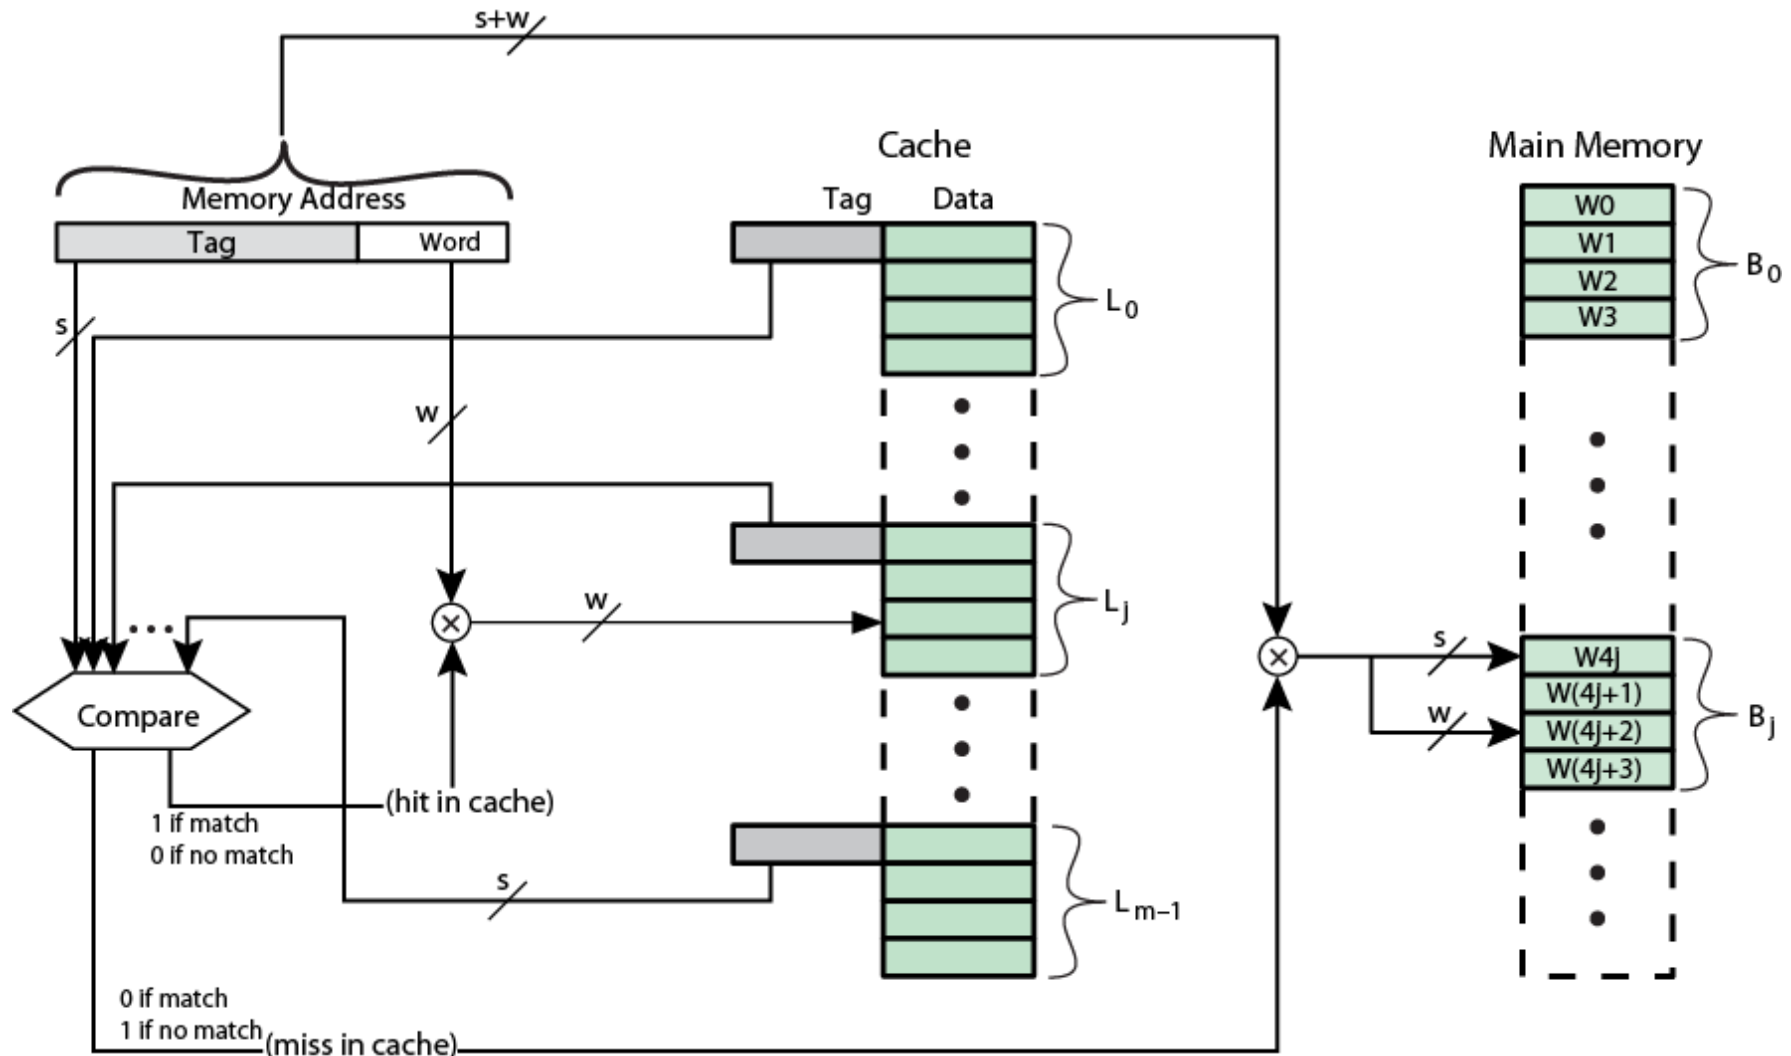 s+w
Cache
Main Memory
Memory Address
Tag Data
Tag Word
W0
W1
W2
W3
B0
L0
s
w
w
Lj
s
W4j
W(4j+1)
w
W(4j+2)
W(4j+3)
Bj
Compare
(hit in cache)
1 if match
0 if no match
s
Lm–1
0 if match
1 if no match
(miss in cache)